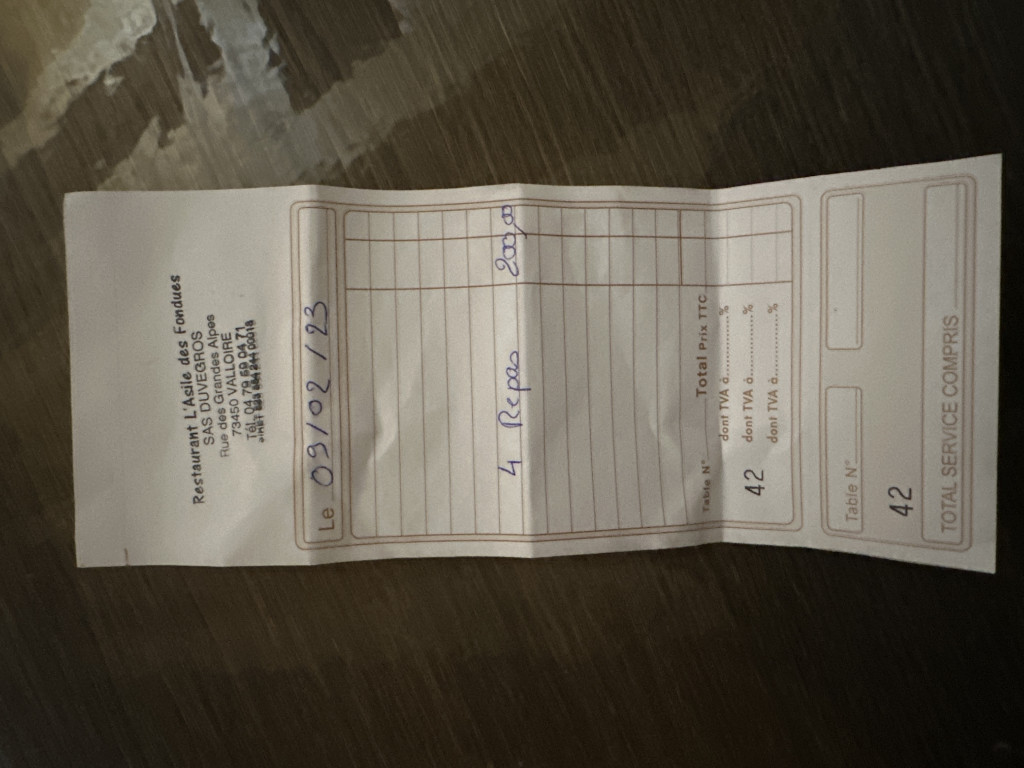 Restaurant L'Asile des Fondues
SAS DUVEGROS
Rue des Grandes Alpes
73450 VALLOIRE
Tél. 04 79 59 04 71
Le 09/02/23
4 Repas 200,00
Table N° Total Prix TTC
dont TVA à..........%
42
dont TVA à..........%
dont TVA à..........%
Table N°
42
TOTAL SERVICE COMPRIS